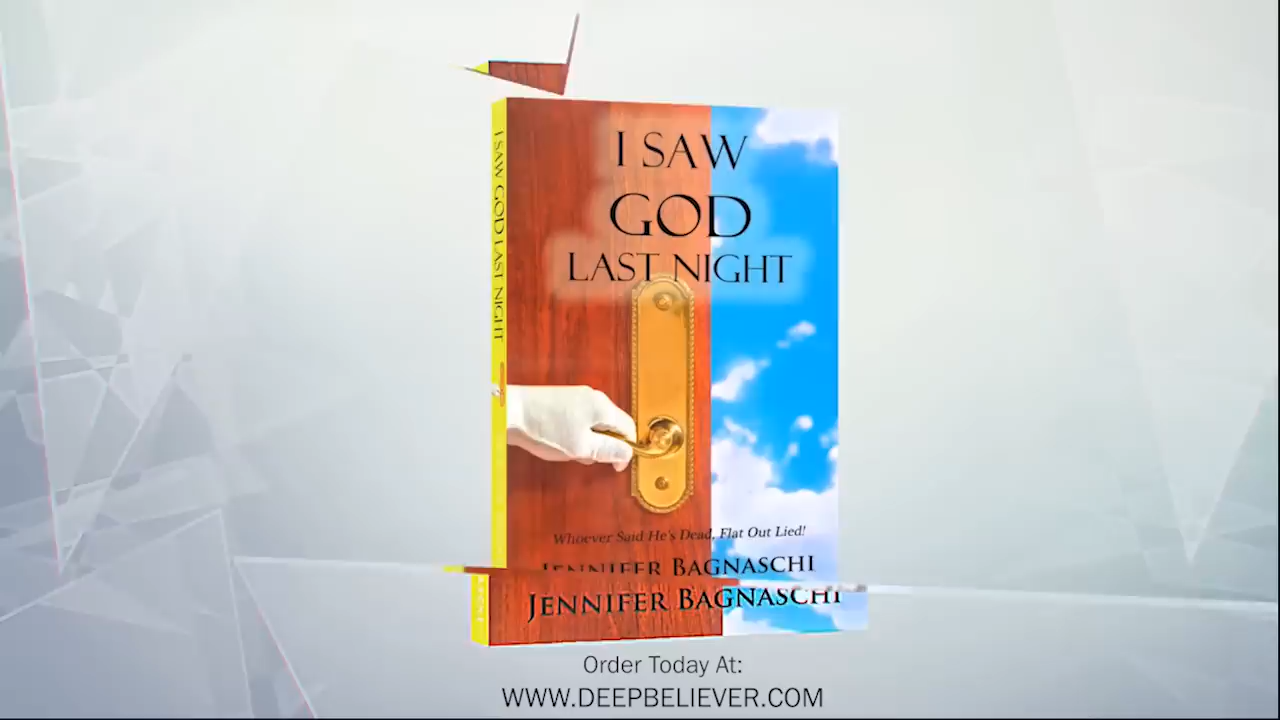 I SAW
GOD
LAST NIGHT
I SAW GOD LAST NIGHT
Whoever Said He's Dead, Flat Out Lied!
JENNIFER BAGNASCHI
JENNIFER BAGNASCHI
Order Today At:
WWW.DEEPBELIEVER.COM